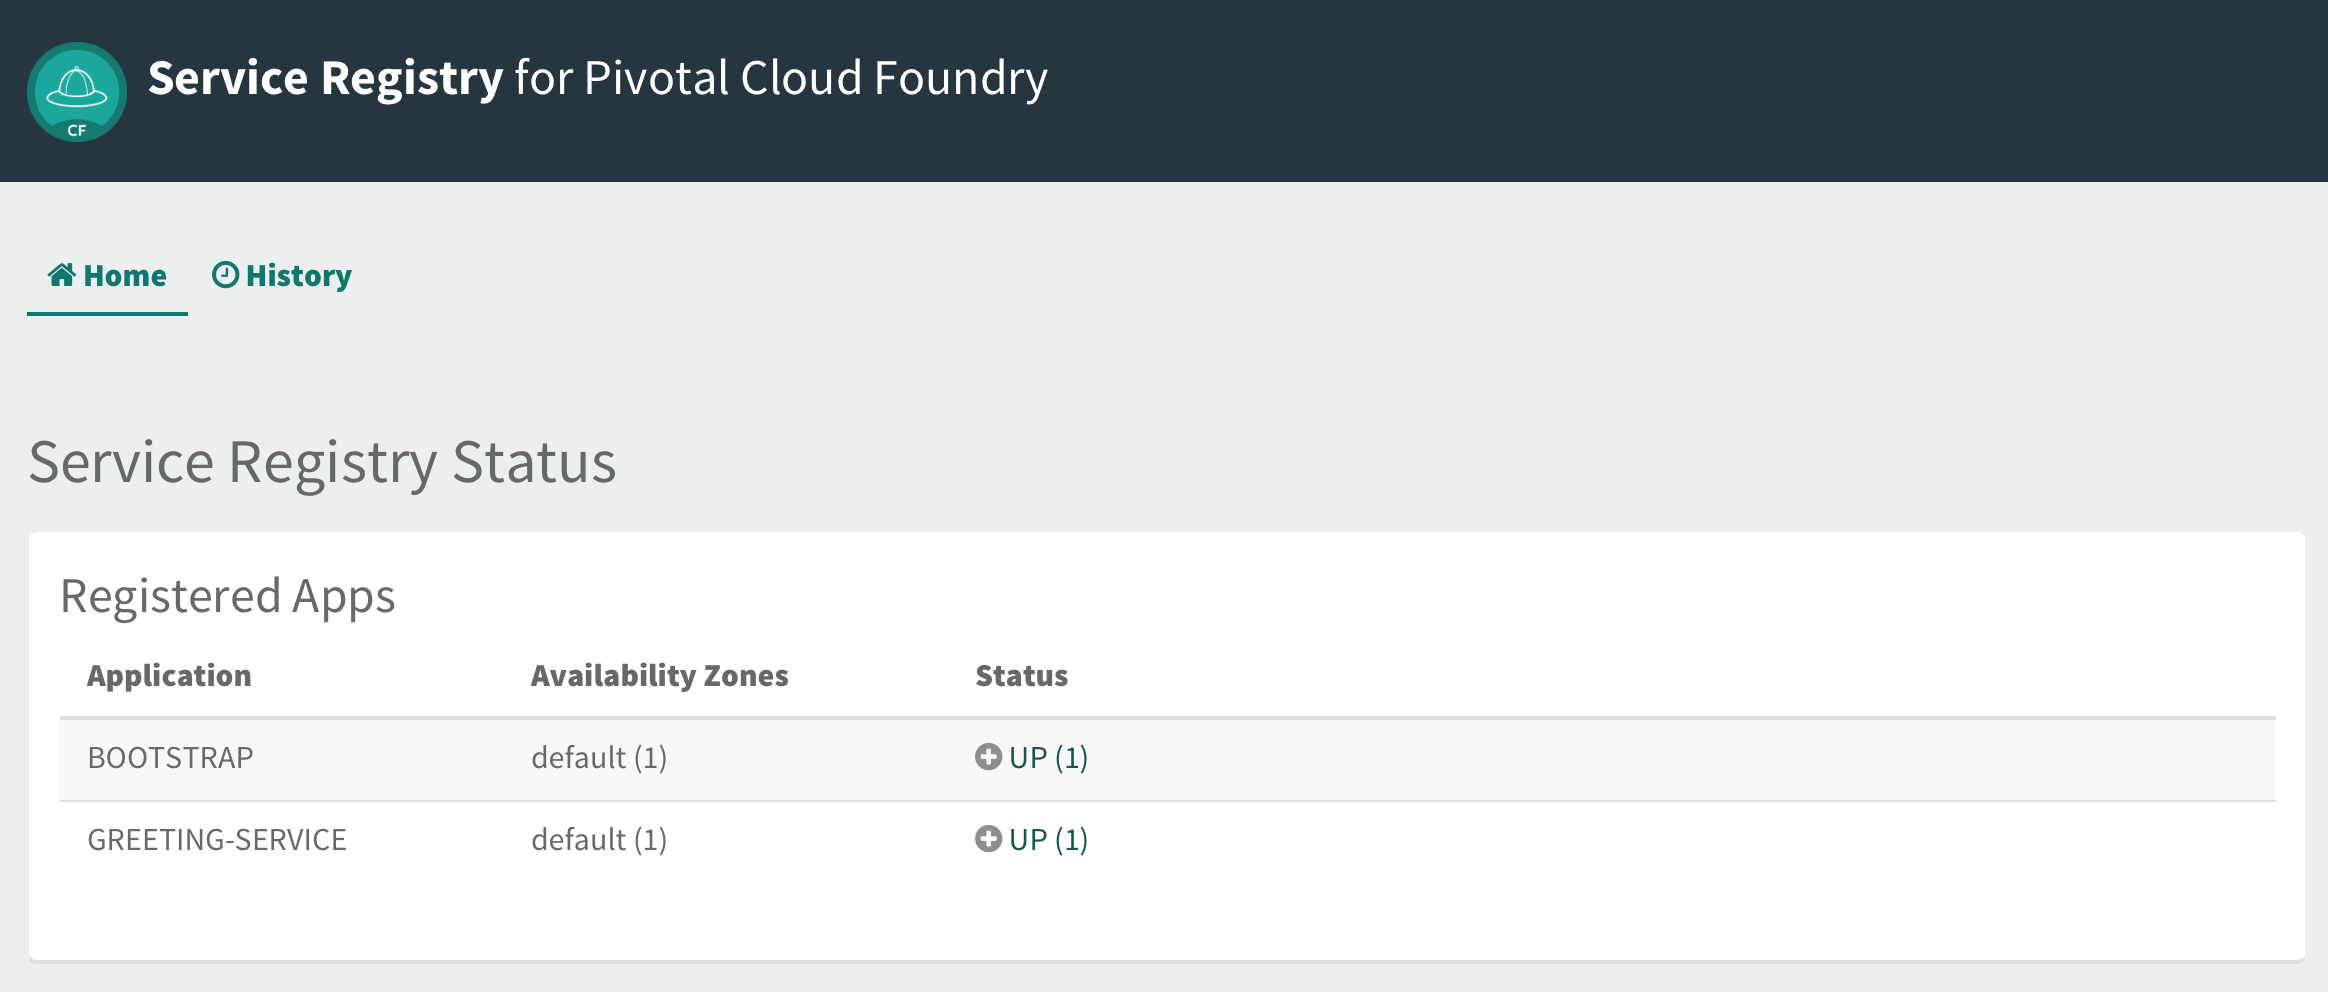 CF
Service Registry for Pivotal Cloud Foundry
Home History
Service Registry Status
Registered Apps
Application Availability Zones Status
BOOTSTRAP default (1) UP (1)
GREETING-SERVICE default (1) UP (1)